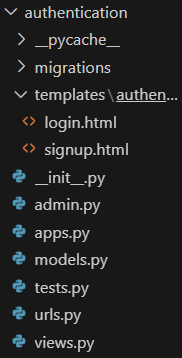 authentication
__pycache__
migrations
templates\authen...
login.html
signup.html
__init__.py
admin.py
apps.py
models.py
tests.py
urls.py
views.py